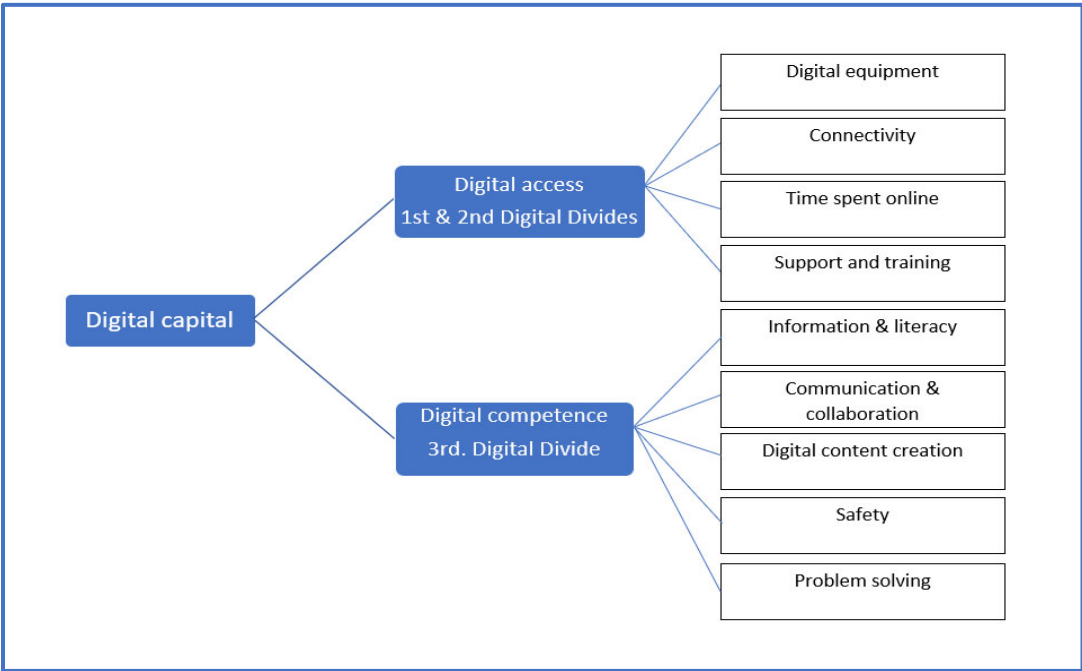 Digital equipment
Connectivity
Digital access
1st & 2nd Digital Divides
Time spent online
Support and training
Digital capital
Information & literacy
Communication &
collaboration
Digital competence
3rd. Digital Divide
Digital content creation
Safety
Problem solving